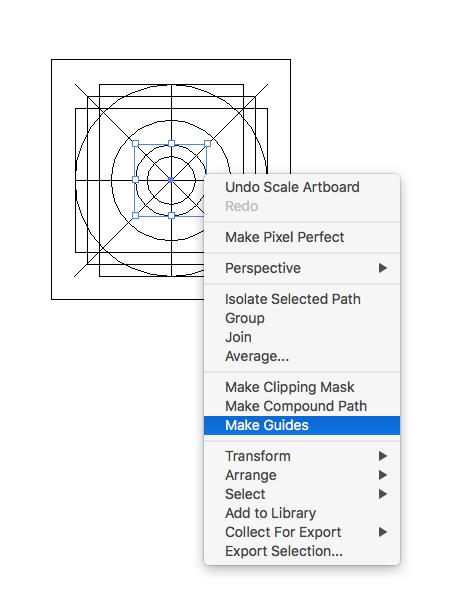 Undo Scale Artboard
Redo
Make Pixel Perfect
Perspective
Isolate Selected Path
Group
Join
Average...
Make Clipping Mask
Make Compound Path
Make Guides
Transform
Arrange
Select
Add to Library
Collect For Export
Export Selection...